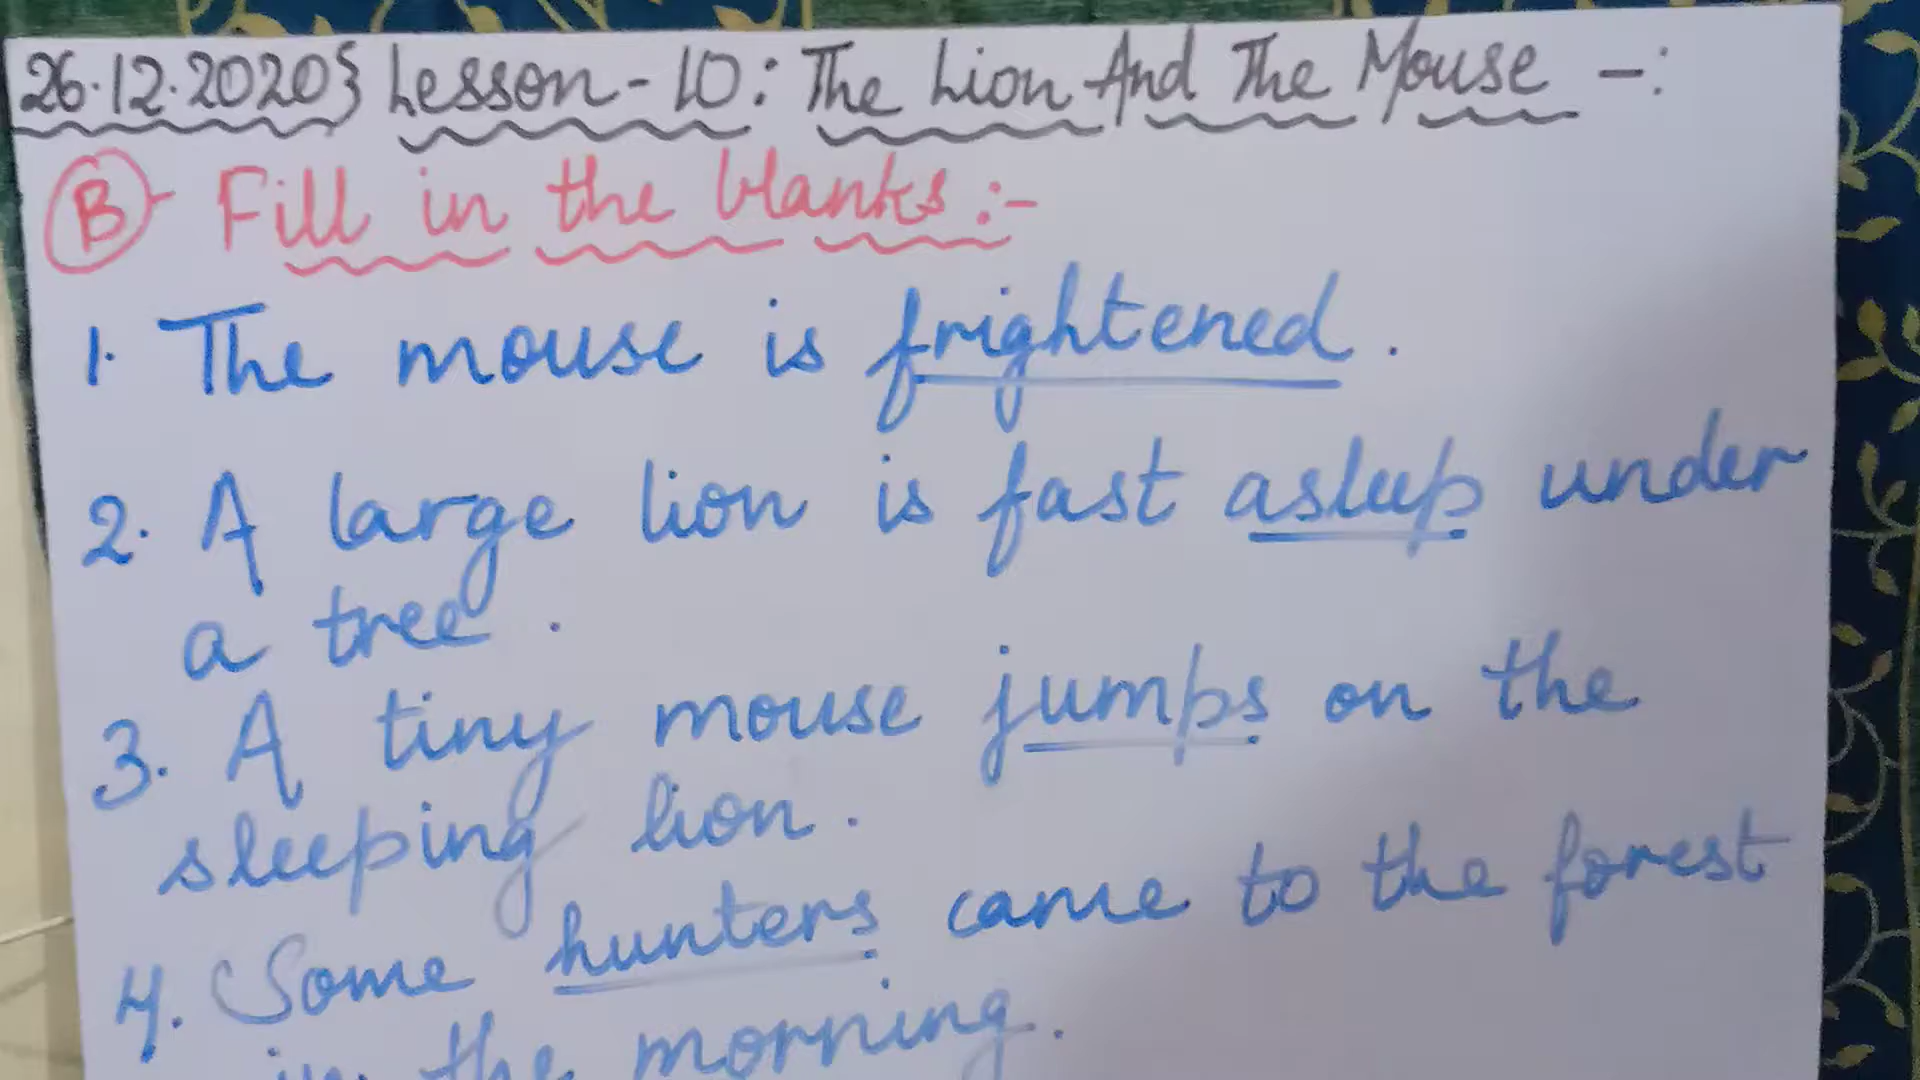 26.12.2020} Lesson-10: The Lion And The Mouse -:
B- Fill in the blanks:-
1. The mouse is frightened.
2. A large lion is fast asleep under
a tree.
3. A tiny mouse jumps on the
sleeping lion.
4. Some hunters came to the forest
in the morning.